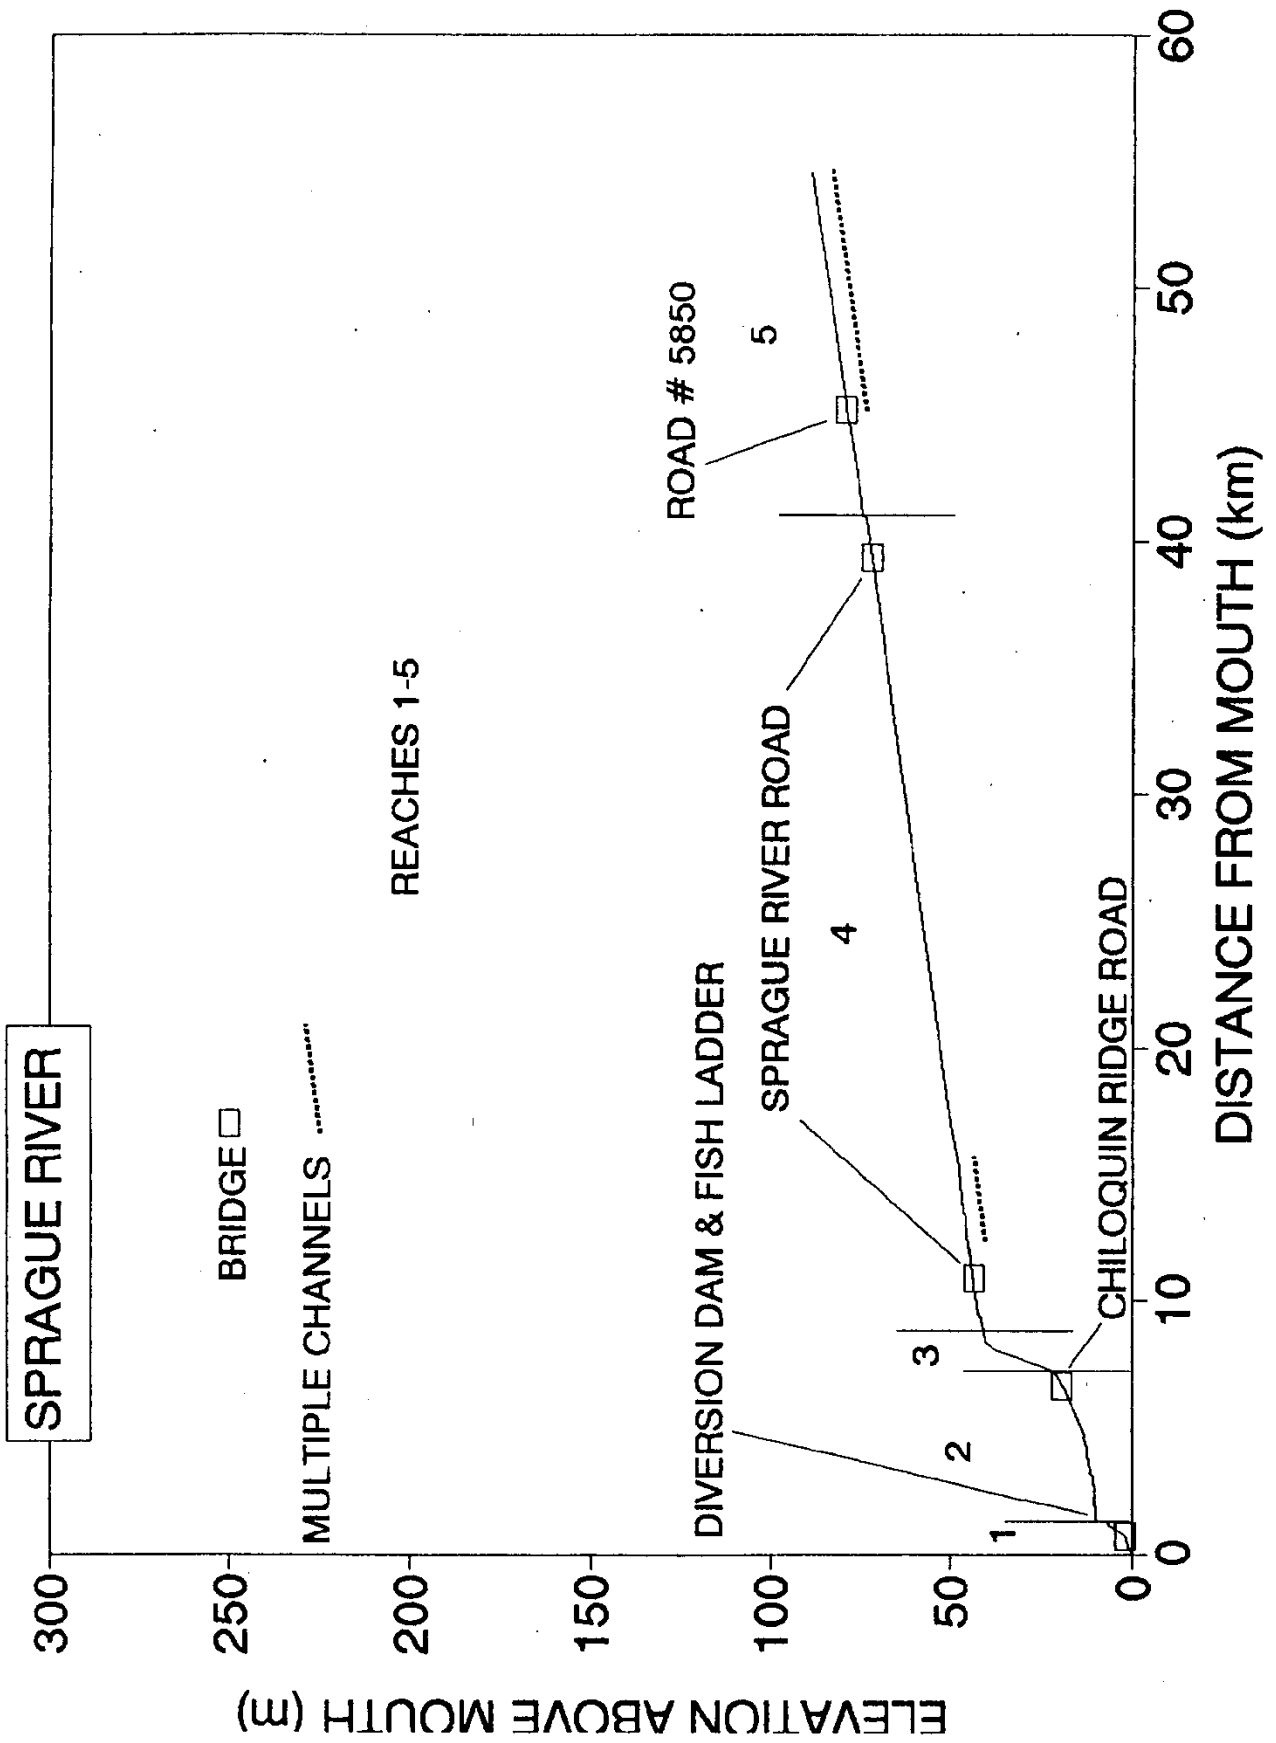 SPRAGUE RIVER
300
250
200
150
100
50
0
ELEVATION ABOVE MOUTH (m)
BRIDGE
MULTIPLE CHANNELS
REACHES 1-5
ROAD # 5850
SPRAGUE RIVER ROAD
DIVERSION DAM & FISH LADDER
CHILOQUIN RIDGE ROAD
1
2
3
4
5
0
10
20
30
40
50
60
DISTANCE FROM MOUTH (km)